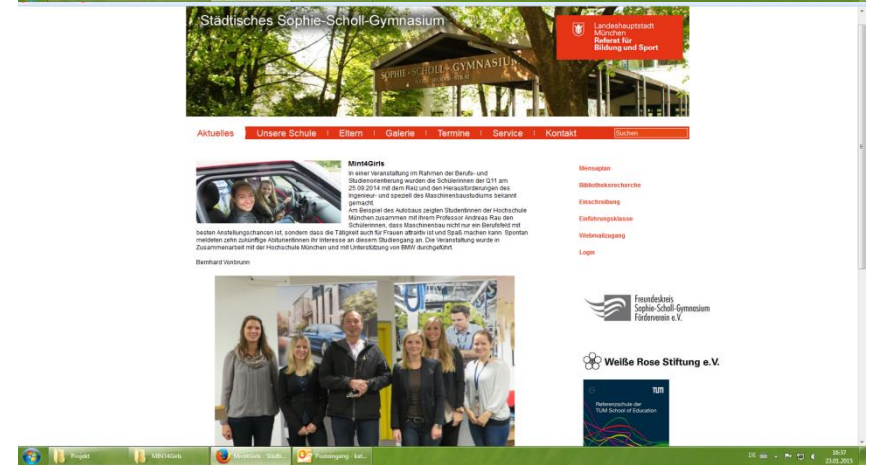 Städtisches Sophie-Scholl-Gymnasium
Landeshauptstadt
München
Referat für
Bildung und Sport
SOPHIE-SCHOLL-GYMNASIUM
Aktuelles
Unsere Schule
Eltern
Galerie
Termine
Service
Kontakt
Suchen
Mint4Girls
In einer Veranstaltung im Rahmen der Berufs- und
Studienorientierung wurden die Schülerinnen der Q11 am
25.09.2014 mit dem Reiz und den Herausforderungen des
Ingenieur- und speziell des Maschinenbaustudiums bekannt
gemacht.
Am Beispiel des Autobaus zeigten Studentinnen der Hochschule
München zusammen mit ihrem Professor Andreas Rau den
Schülerinnen, dass Maschinenbau nicht nur ein Berufsfeld mit
besten Anstellungschancen ist, sondern dass die Tätigkeit auch für Frauen attraktiv ist und Spaß machen kann. Spontan
meldeten zehn zukünftige Abiturientinnen ihr Interesse an diesem Studiengang an. Die Veranstaltung wurde in
Zusammenarbeit mit der Hochschule München und mit Unterstützung von BMW durchgeführt.
Bernhard Vonbrunn
Mensaplan
Bibliotheksrecherche
Einschreibung
Einführungsklasse
Webmailzugang
Login
Freundeskreis
Sophie-Scholl-Gymnasium
Förderverein e.V.
Weiße Rose Stiftung e.V.
TUM
Referenzschule der
TUM School of Education
Projekt
MINT4Girls
Mint4Girls - Städti...
Posteingang - kat...
DE
16:37
23.01.2015